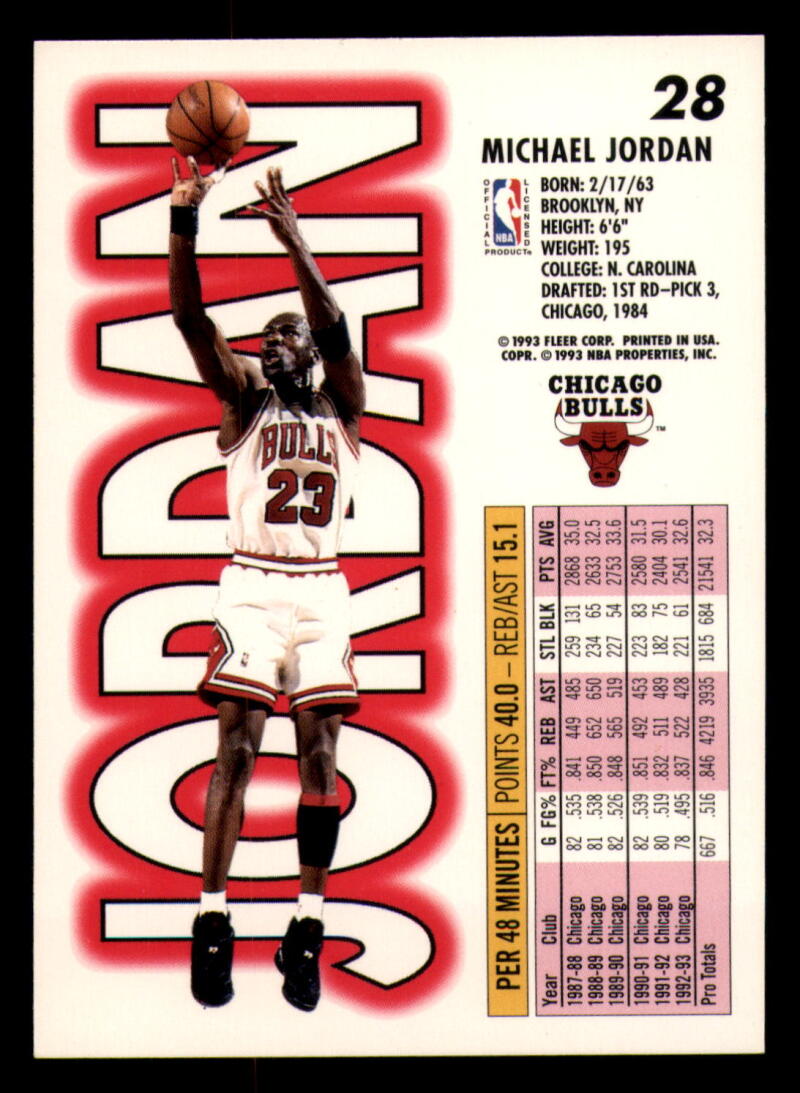 28
MICHAEL JORDAN
BORN: 2/17/63
BROOKLYN, NY
HEIGHT: 6'6"
WEIGHT: 195
COLLEGE: N. CAROLINA
DRAFTED: 1ST RD–PICK 3,
CHICAGO, 1984
OFFICIAL
LICENSED
NBA
PRODUCT®
© 1993 FLEER CORP. PRINTED IN USA.
COPR. © 1993 NBA PROPERTIES, INC.
CHICAGO
BULLS
™
JORDAN
BULLS
23
PER 48 MINUTES POINTS 40.0 – REB/AST 15.1
Year Club G FG% FT% REB AST STL BLK PTS AVG
1987-88 Chicago 82 .535 .841 449 485 259 131 2868 35.0
1988-89 Chicago 81 .538 .850 652 650 234 65 2633 32.5
1989-90 Chicago 82 .526 .848 565 519 227 54 2753 33.6
1990-91 Chicago 82 .539 .851 492 453 223 83 2580 31.5
1991-92 Chicago 80 .519 .832 511 489 182 75 2404 30.1
1992-93 Chicago 78 .495 .837 522 428 221 61 2541 32.6
Pro Totals 667 .516 .846 4219 3935 1815 684 21541 32.3